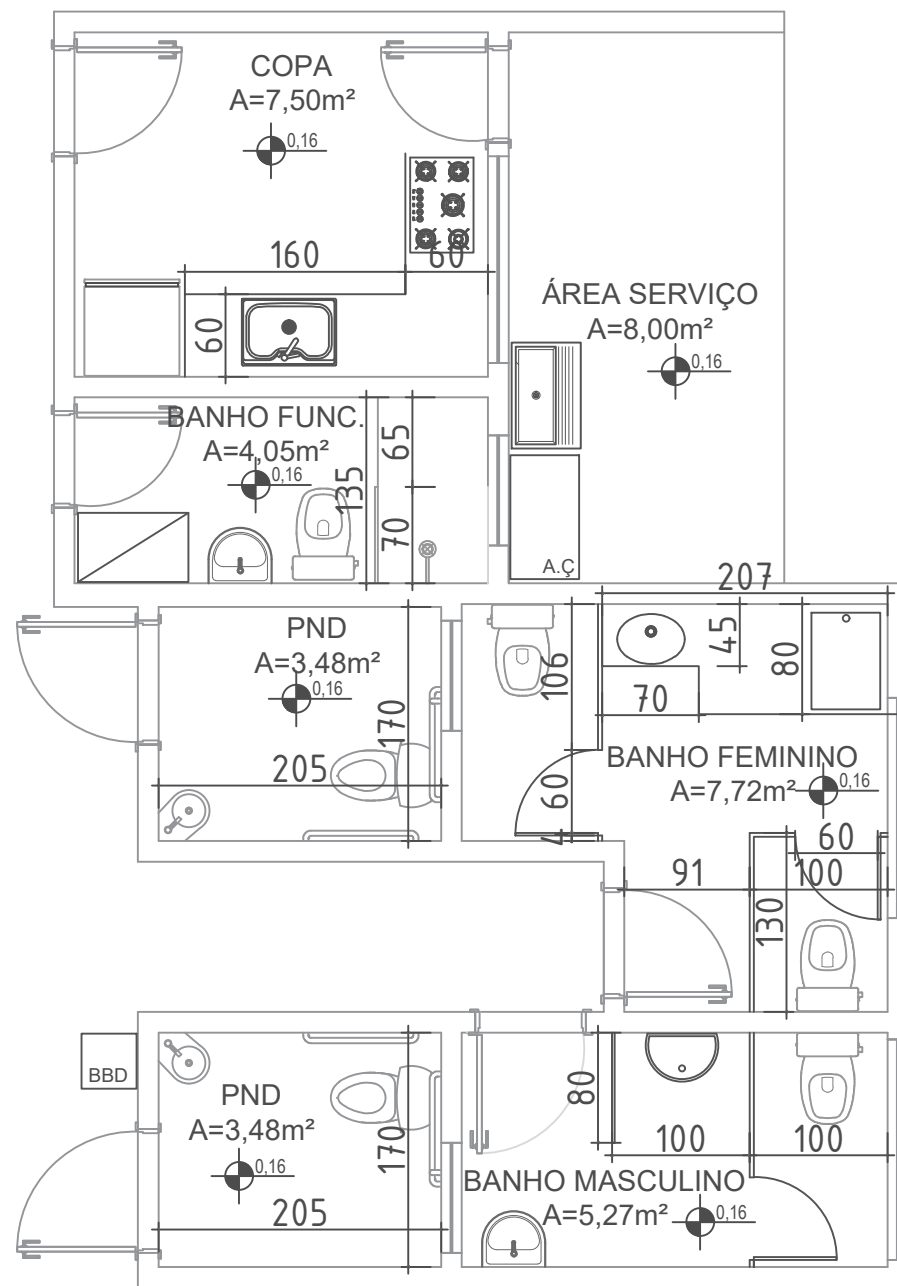 COPA
A=7,50m²
0,16
160
60
60
ÁREA SERVIÇO
A=8,00m²
0,16
BANHO FUNC.
A=4,05m²
0,16
135
65
70
A.Ç
207
PND
A=3,48m²
0,16
170
205
106
60
4
45
80
70
BANHO FEMININO
A=7,72m²
0,16
60
91
100
130
BBD
PND
A=3,48m²
0,16
170
205
80
100
100
BANHO MASCULINO
A=5,27m²
0,16